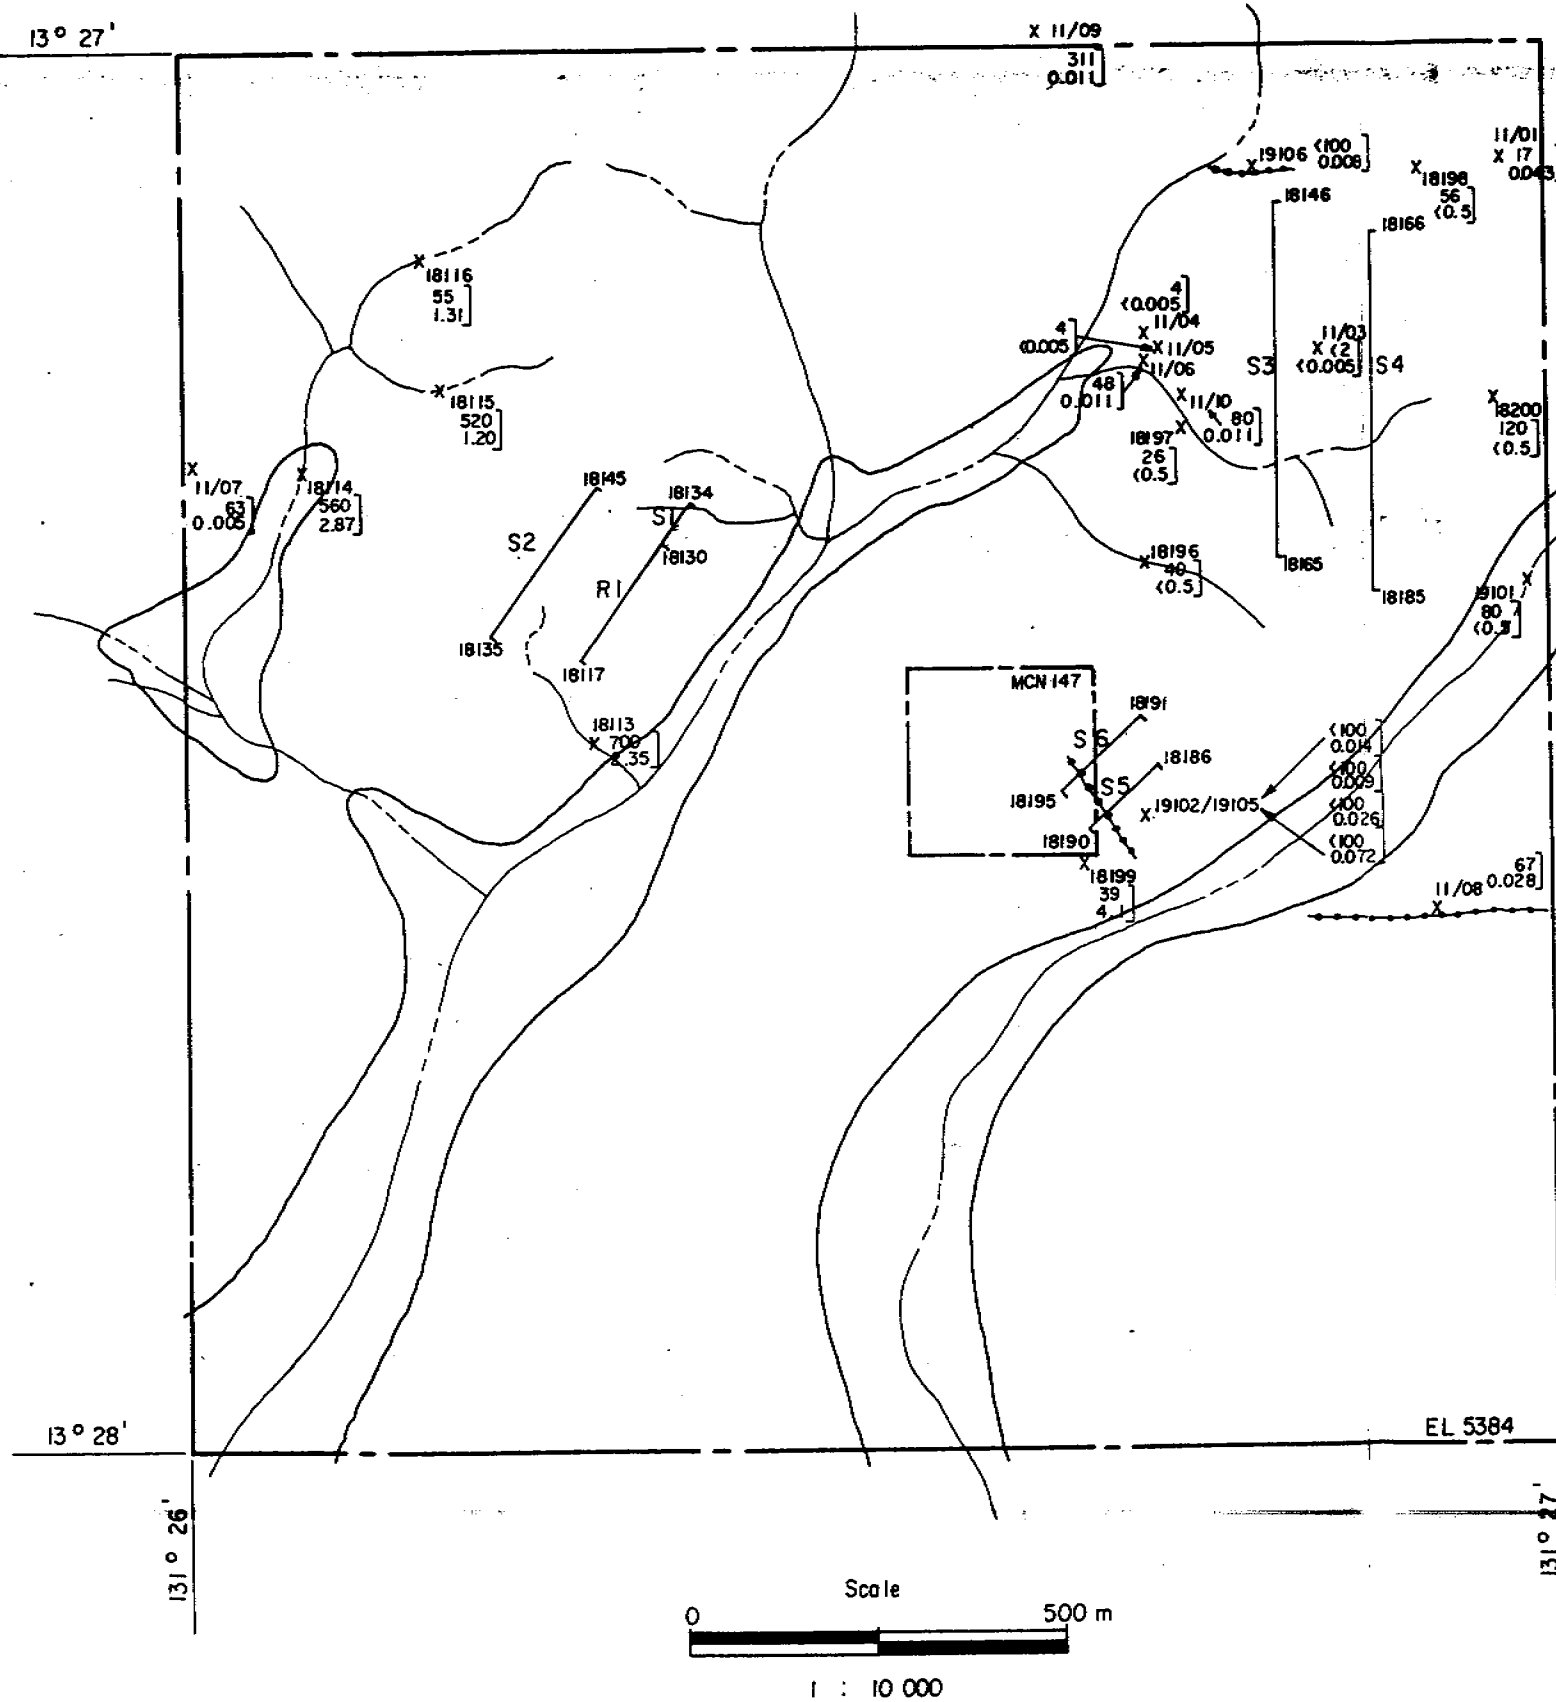 13° 27'
X 11/09
311
0.011
11/01
X 17
0.043
X 19106 <100
0.008
X 18198
56
<0.5
18146
18166
X 18116
55
1.31
4
<0.005
X 11/04
4
<0.005
X 11/05
X 11/06
48
0.011
11/03
X <2
<0.005
S3
S4
X 18115
520
1.20
X 11/10
80
0.011
18197 X
26
<0.5
X 18200
120
<0.5
X 11/07
63
0.005
X 18114
560
2.87
18145
18134
S1
18130
S2
R1
18135
18117
X 18196
40
<0.5
18165
18185
X 19101
80
<0.5
MCN 147
18191
S6
18186
S5
18195
18190
X 19102/19105
<100
0.014
<100
0.009
<100
0.026
<100
0.072
X 18113
700
2.35
X 18199
39
4.1
X 11/08
67
0.028
13° 28'
EL 5384
131° 26'
131° 27'
Scale
0 500 m
1 : 10 000